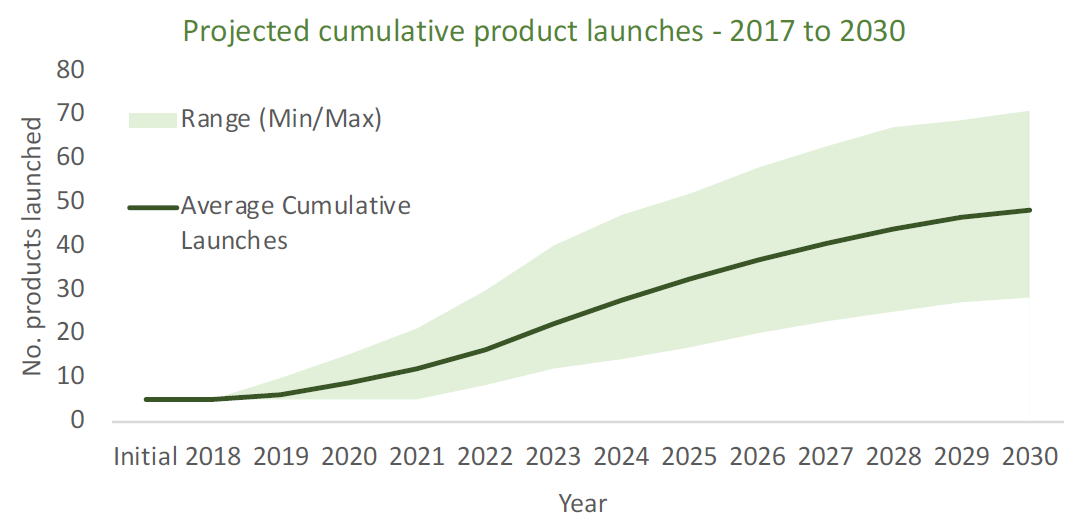 Projected cumulative product launches - 2017 to 2030
80
70
60
50
40
30
20
10
0
No. products launched
Range (Min/Max)
Average Cumulative
Launches
Initial 2018 2019 2020 2021 2022 2023 2024 2025 2026 2027 2028 2029 2030
Year